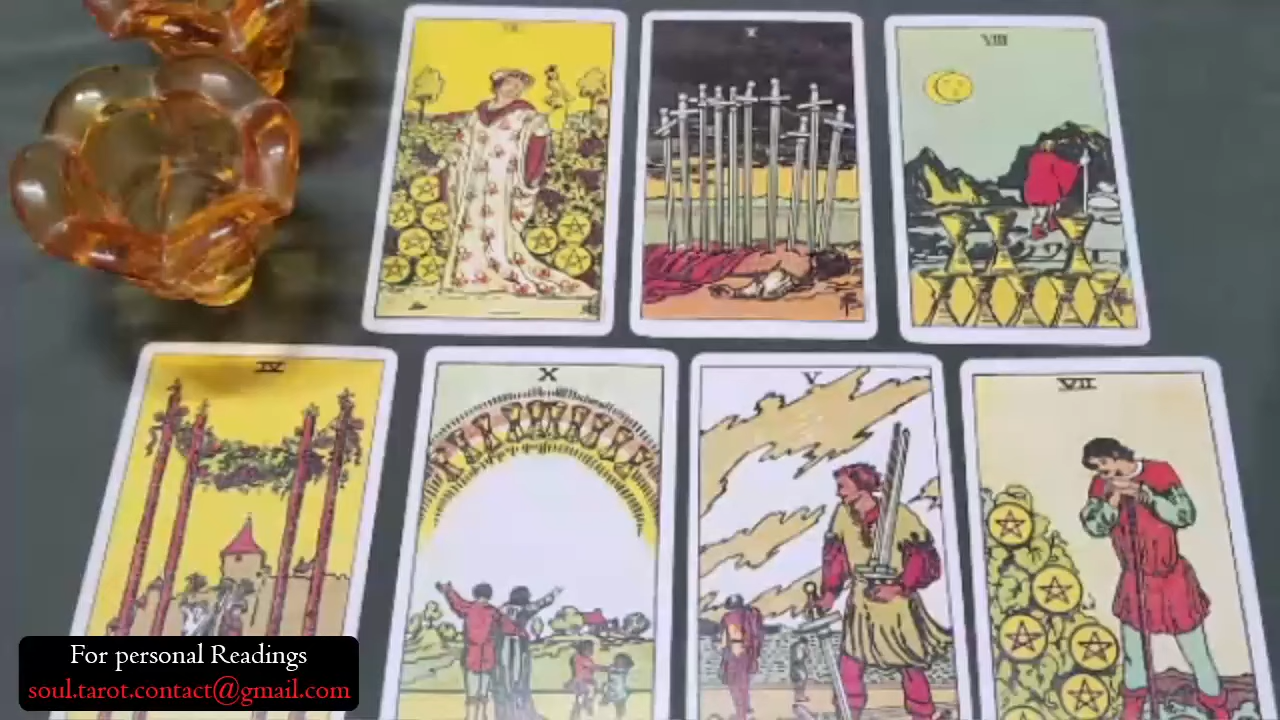 X
VIII
IV
X
V
VII
For personal Readings
soul.tarot.contact@gmail.com